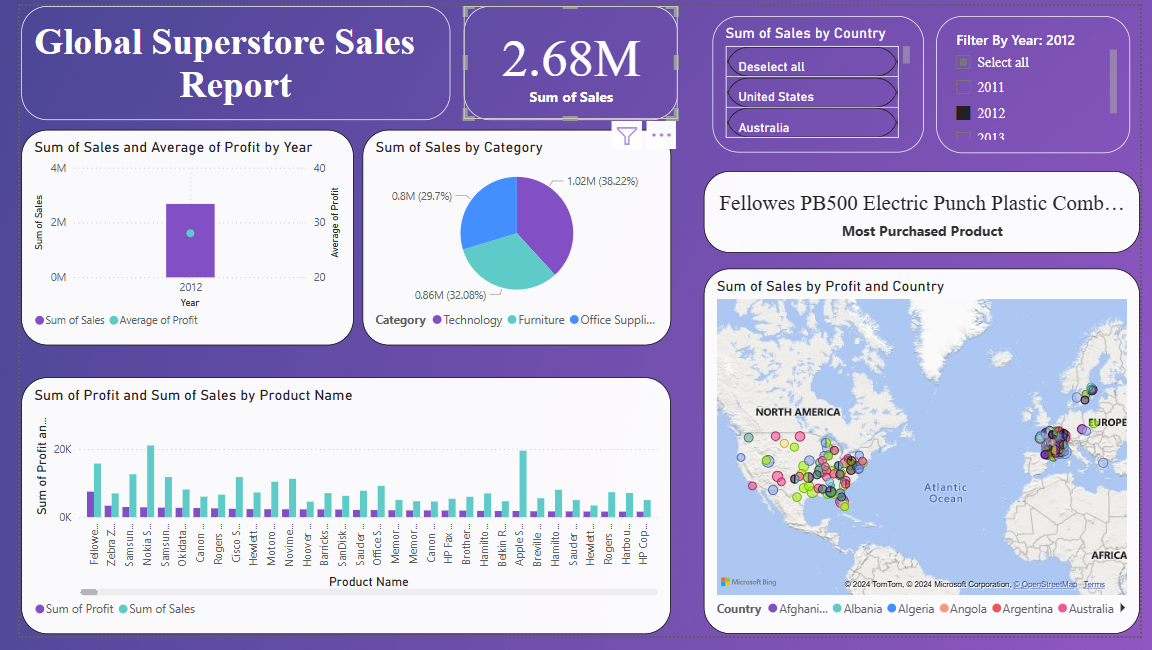 Global Superstore Sales
Report
2.68M
Sum of Sales
Sum of Sales by Country
Deselect all
United States
Australia
Filter By Year: 2012
Select all
2011
2012
2013
Sum of Sales and Average of Profit by Year
Sum of Sales
4M
2M
0M
40
30
20
Average of Profit
2012
Year
Sum of Sales
Average of Profit
Sum of Sales by Category
1.02M (38.22%)
0.8M (29.7%)
0.86M (32.08%)
Category Technology Furniture Office Suppli...
Fellowes PB500 Electric Punch Plastic Comb…
Most Purchased Product
Sum of Sales by Profit and Country
NORTH AMERICA
EUROPE
Atlantic
Ocean
AFRICA
Microsoft Bing
© 2024 TomTom, © 2024 Microsoft Corporation, © OpenStreetMap Terms
Country Afghani... Albania Algeria Angola Argentina Australia
Sum of Profit and Sum of Sales by Product Name
Sum of Profit an...
20K
0K
Fellowe...
Zebra Z...
Samsun...
Nokia S...
Samsun...
Okidata...
Canon ...
Rogers ...
Cisco S...
Hewlett...
Motoro...
Novime...
Hoover ...
Barricks...
SanDisk...
Sauder ...
Office S...
Memor...
Memor...
Canon ...
HP Fax ...
Brother...
Hamilto...
Belkin R...
Apple S...
Breville...
Hamilto...
Sauder ...
Hewlett...
Rogers ...
Harbou...
HP Cop...
Product Name
Sum of Profit Sum of Sales